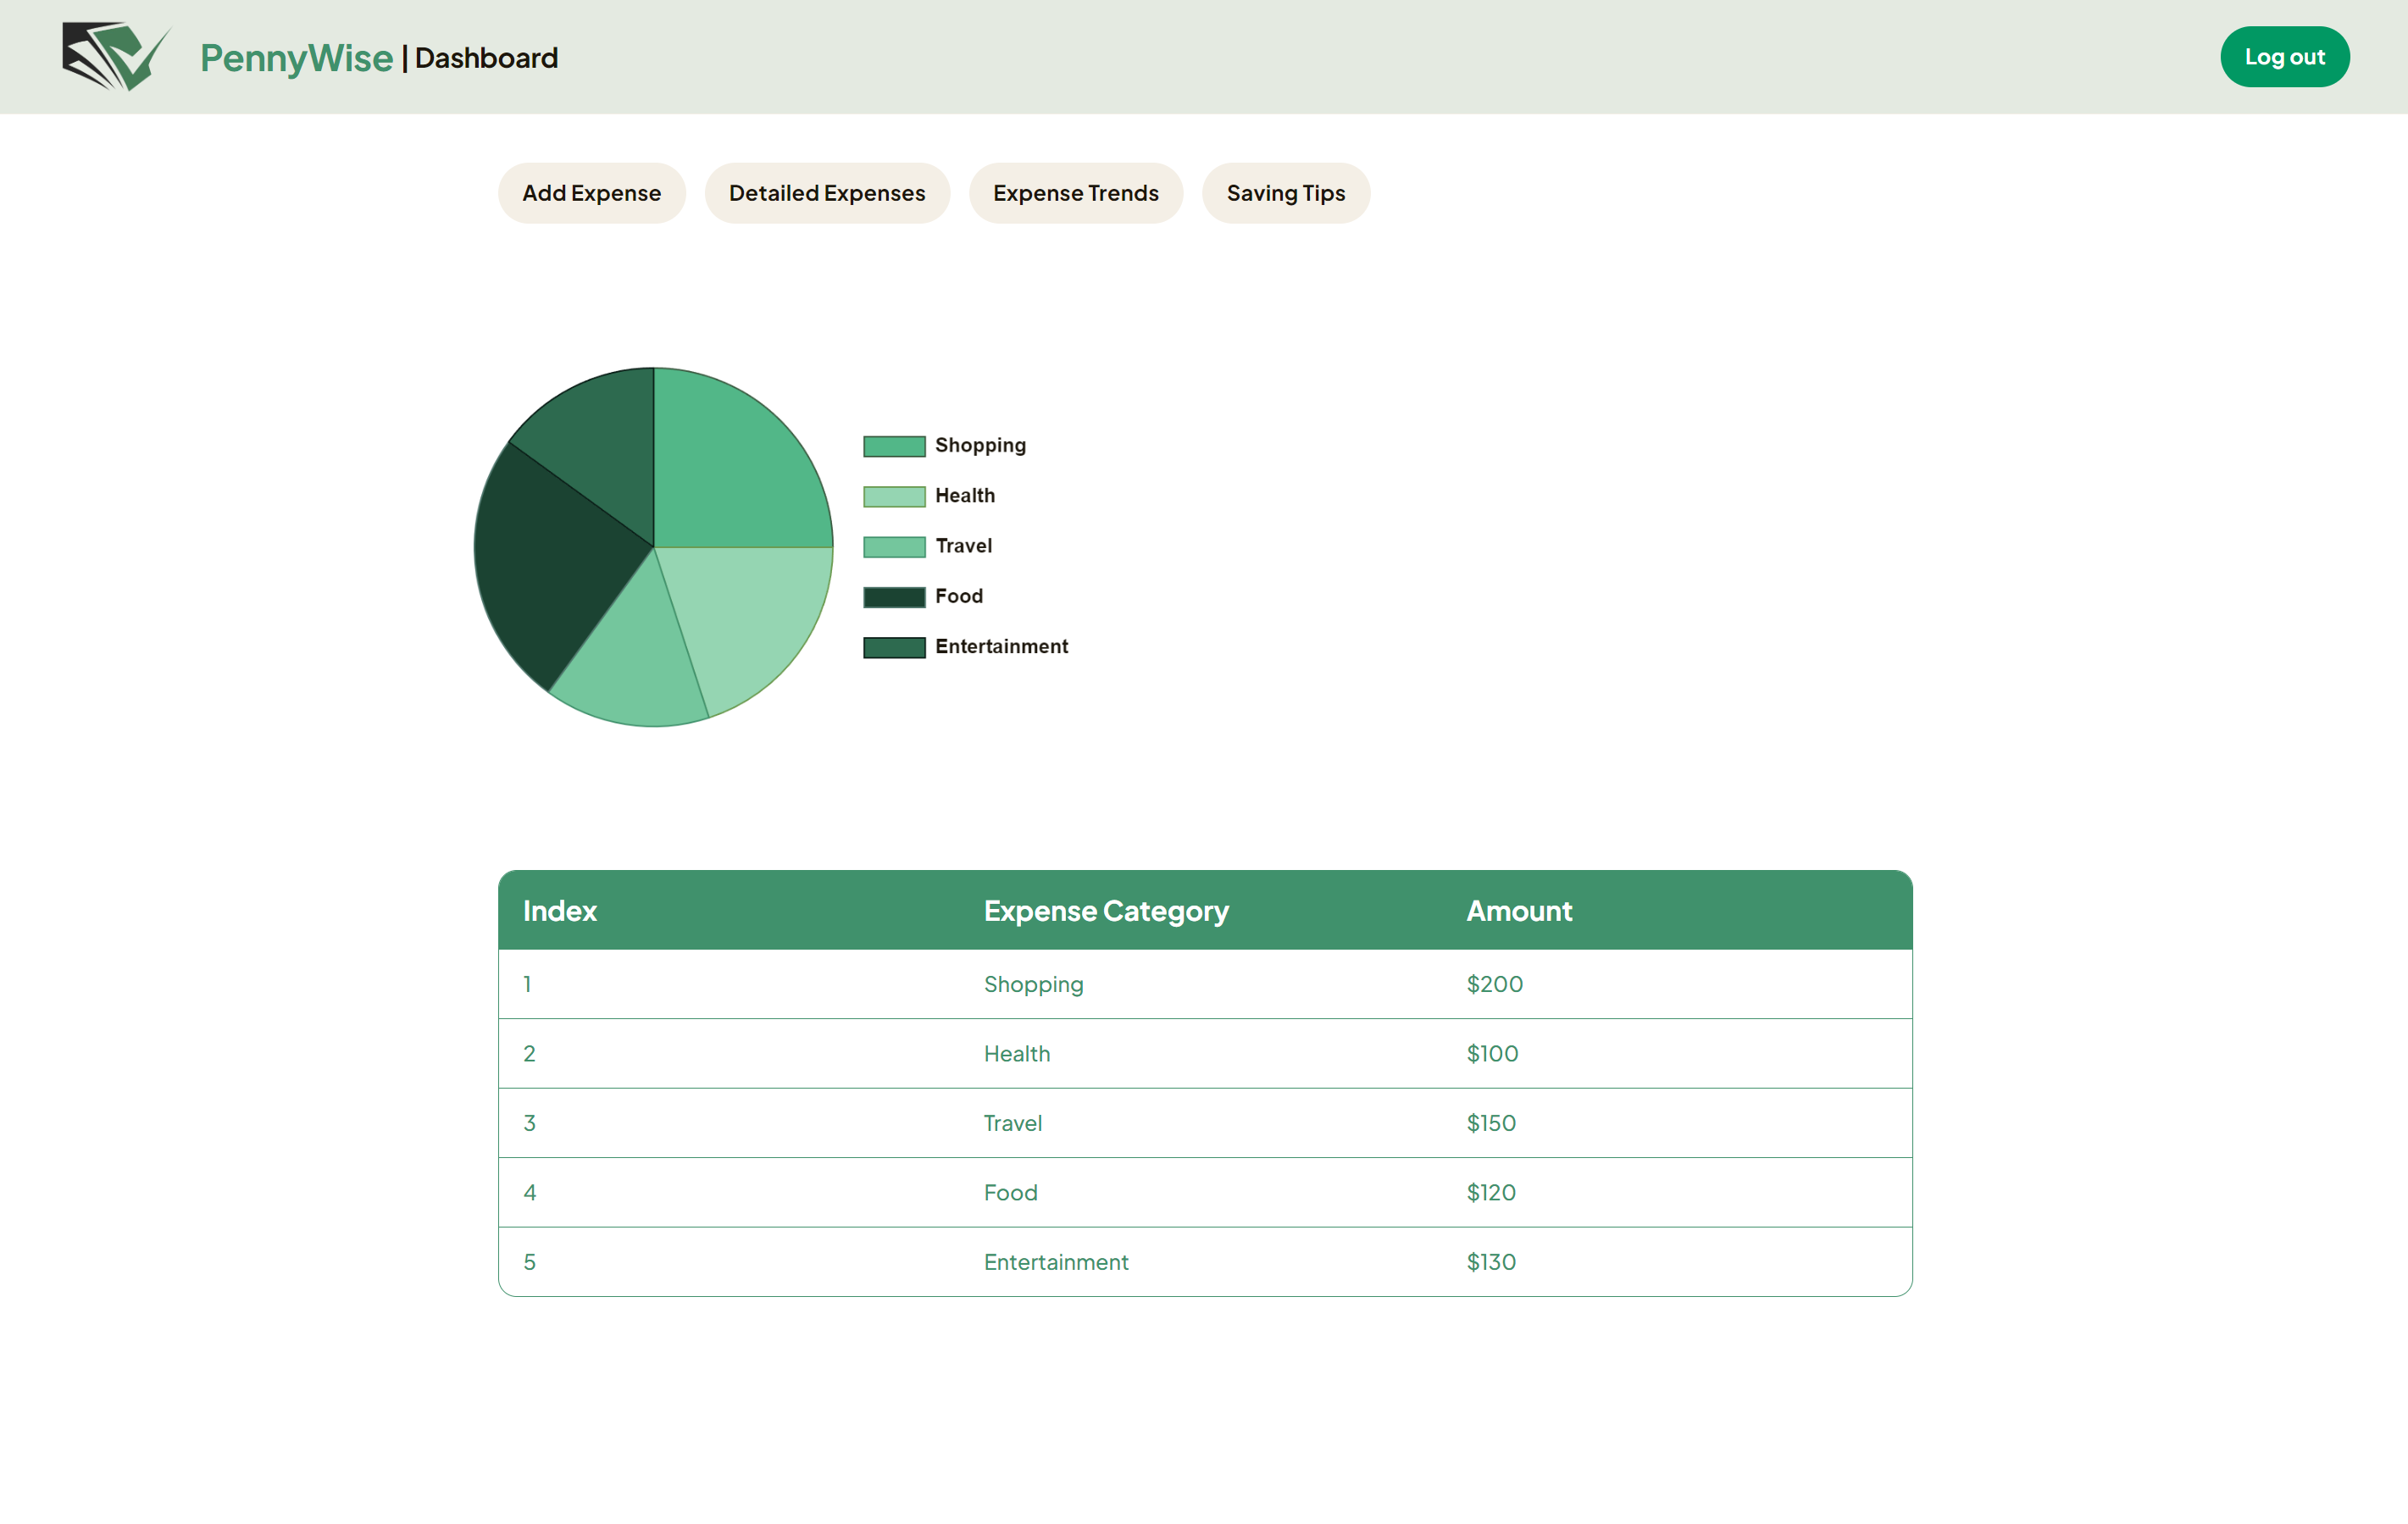 PennyWise | Dashboard
Log out
Add Expense
Detailed Expenses
Expense Trends
Saving Tips
Shopping
Health
Travel
Food
Entertainment
Index Expense Category Amount
1 Shopping $200
2 Health $100
3 Travel $150
4 Food $120
5 Entertainment $130